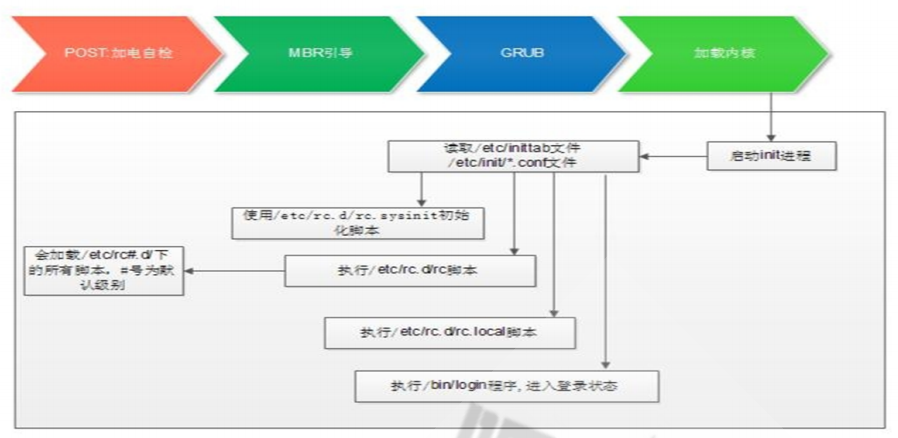 POST:加电自检
MBR引导
GRUB
加载内核
启动init进程
读取/etc/inittab文件
/etc/init/*.conf文件
使用/etc/rc.d/rc.sysinit初始
化脚本
执行/etc/rc.d/rc脚本
会加载/etc/rc#.d/下
的所有脚本，#号为默
认级别
执行/etc/rc.d/rc.local脚本
执行/bin/login程序,进入登录状态